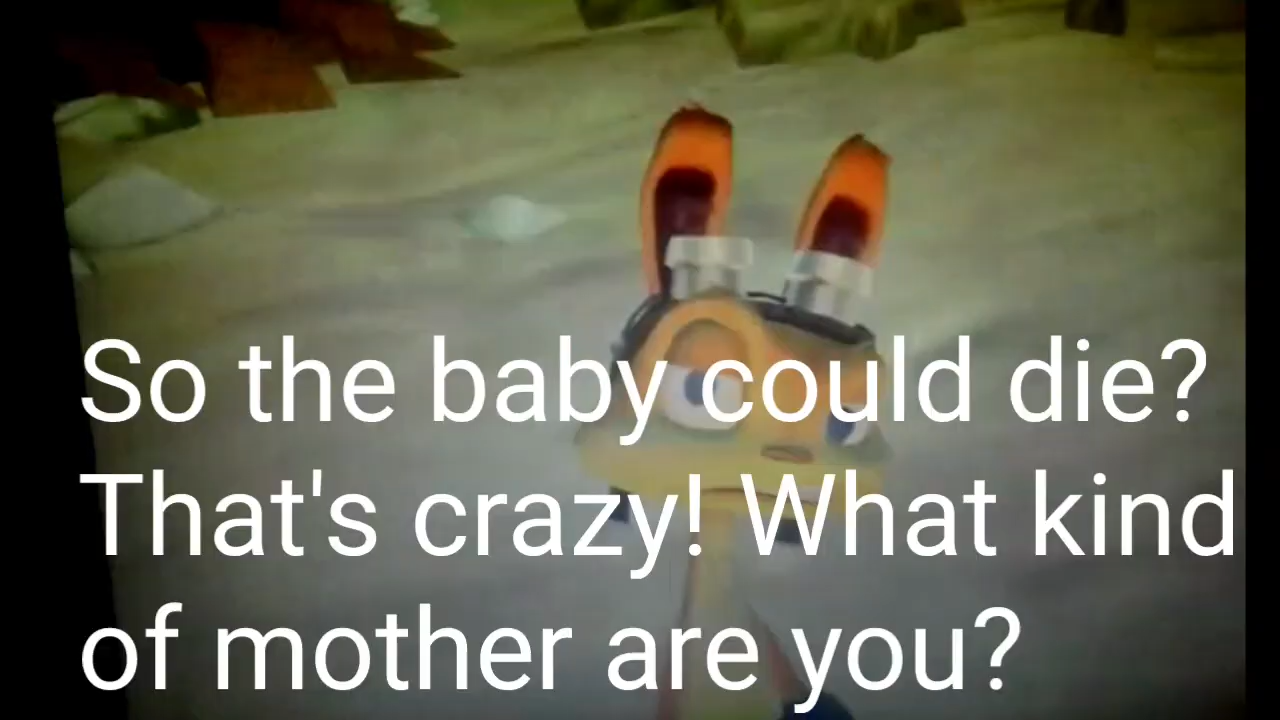 So the baby could die?
That's crazy! What kind
of mother are you?